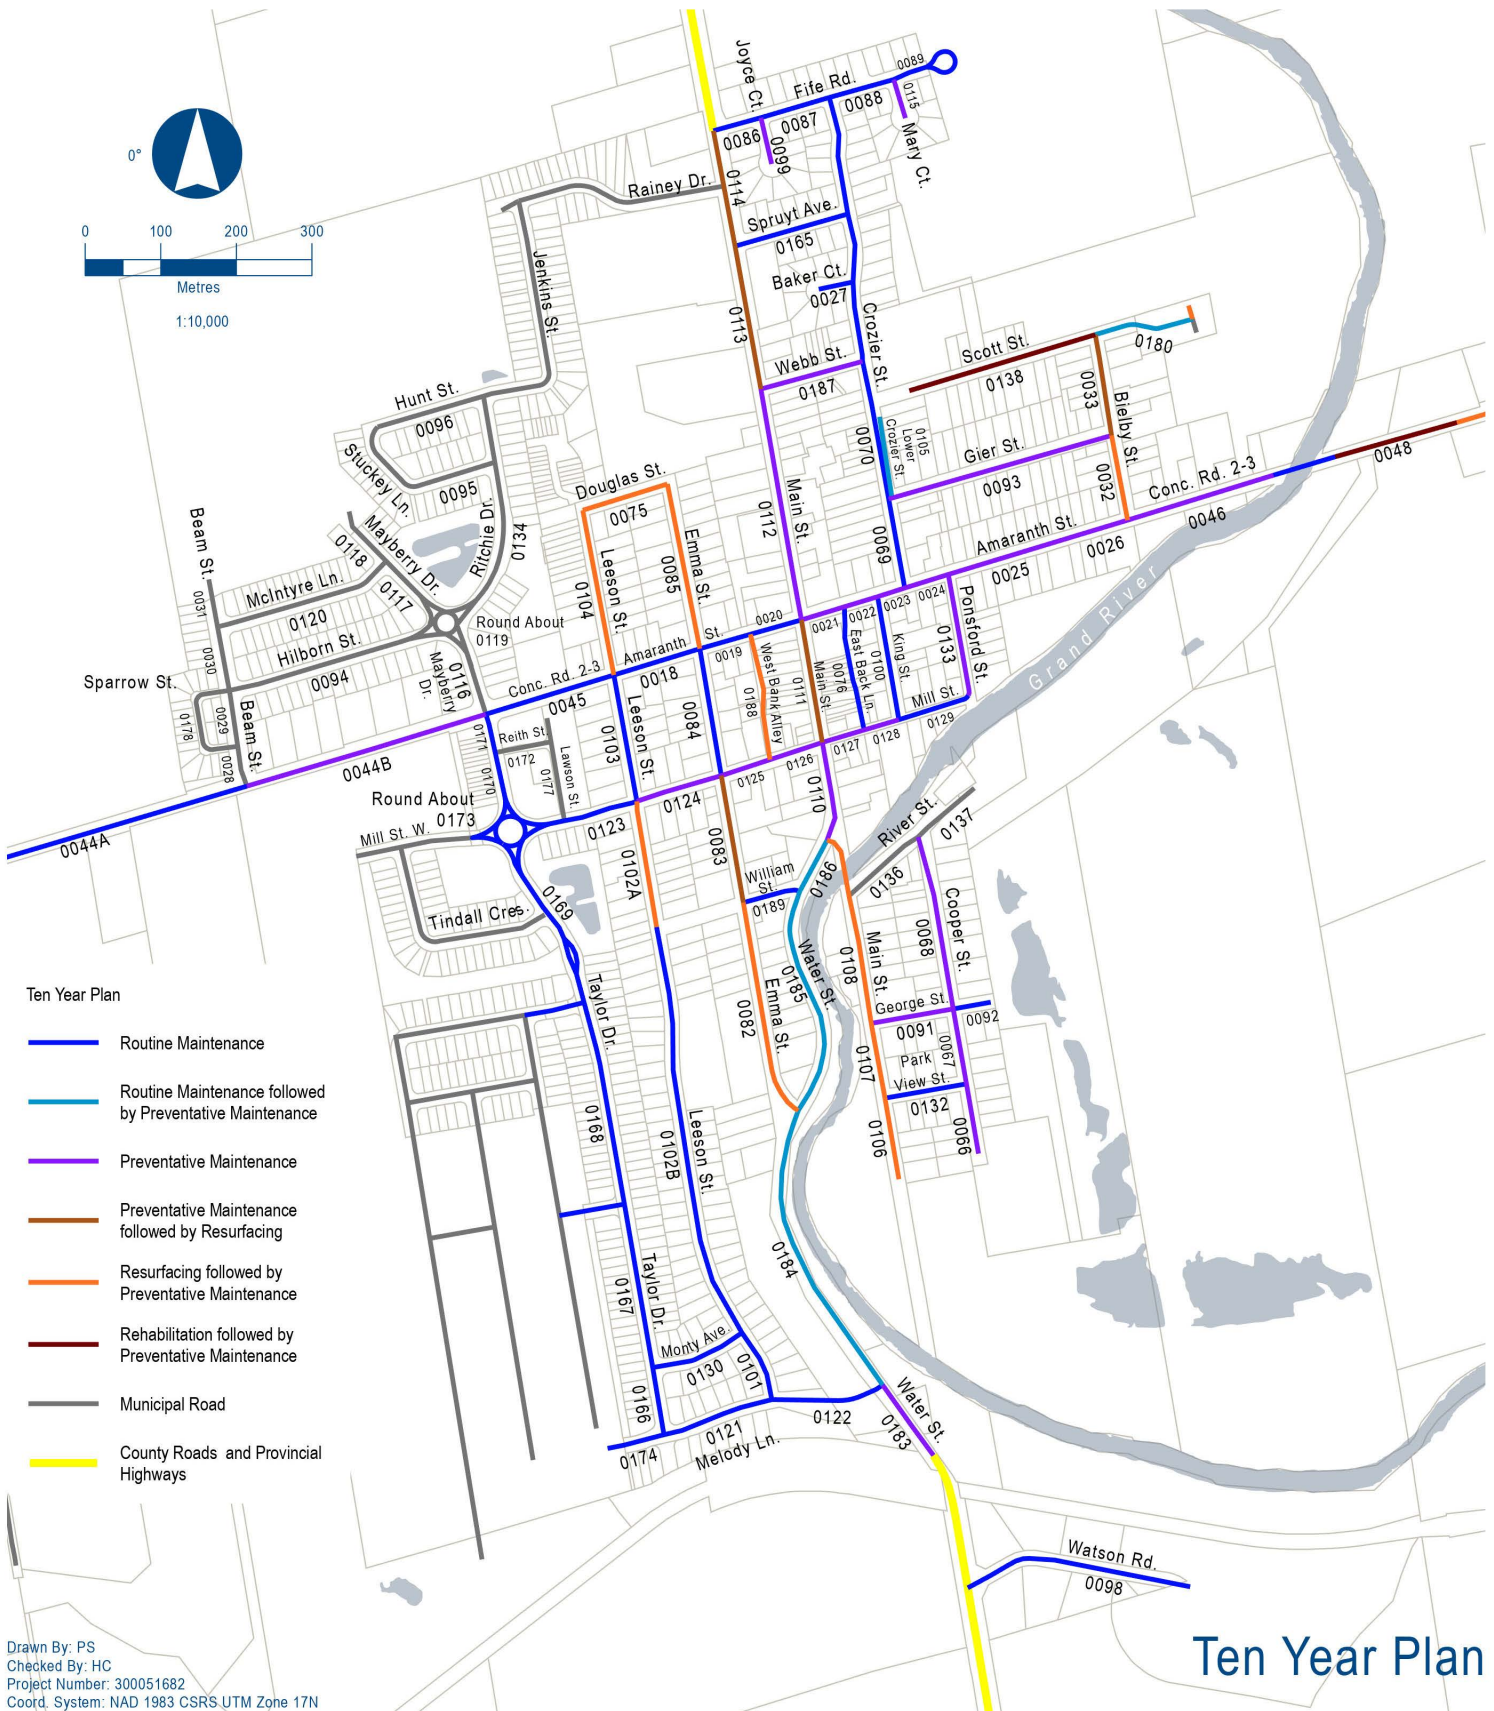 Joyce Ct.
Fife Rd.
0089
0088
0115
0087
0086
0099
Mary Ct.
0°
Rainey Dr.
0114
Spruyt Ave.
0165
0 100 200 300
Metres
1:10,000
Jenkins St.
Baker Ct.
0027
0113
Crozier St.
Webb St.
0187
Scott St.
0138
0180
0033
Bielby St.
Hunt St.
0096
0105
Lower
Crozier St.
0070
Gier St.
0093
0032
Conc. Rd. 2-3
0048
0046
Stuckey Ln.
0095
Douglas St.
0075
Main St.
0112
Beam St.
Mayberry Dr.
0118
Ritchie Dr.
0134
Emma St.
0085
Leeson St.
0104
0069
Amaranth St.
0026
0025
McIntyre Ln.
0120
0117
0031
Round About
0119
Hilborn St.
0094
0030
Sparrow St.
0178
0029
0028
Beam St.
0116
Mayberry
Dr.
Conc. Rd. 2-3
0045
Amaranth
St.
0018
0019
0020
0021
0022
0023
0024
Ponsford St.
0133
Grand River
West Bank Alley
0188
Main St.
0111
East Back Ln.
0076
King St.
0100
Mill St.
0129
0128
0127
0126
0125
0124
0171
0170
Reith St.
0172
0177
Lawson St.
0103
Leeson St.
0084
0044B
0044A
Round About
0173
Mill St. W.
0123
0110
0102A
0083
William
St.
0189
0186
River St.
0137
0136
Tindall Cres.
0169
Cooper St.
0068
Main St.
0108
Water St.
0185
Emma St.
0082
Taylor Dr.
George St.
0091
0092
0107
Park
View St.
0067
0132
0066
0106
Ten Year Plan
Routine Maintenance
Routine Maintenance followed
by Preventative Maintenance
Preventative Maintenance
Preventative Maintenance
followed by Resurfacing
Resurfacing followed by
Preventative Maintenance
Rehabilitation followed by
Preventative Maintenance
Municipal Road
County Roads and Provincial
Highways
0168
Leeson St.
0102B
0184
Taylor Dr.
0167
Monty Ave.
0130
0101
0166
0174
0121
Melody Ln.
0122
Water St.
0183
Watson Rd.
0098
Drawn By: PS
Checked By: HC
Project Number: 300051682
Coord. System: NAD 1983 CSRS UTM Zone 17N
Ten Year Plan